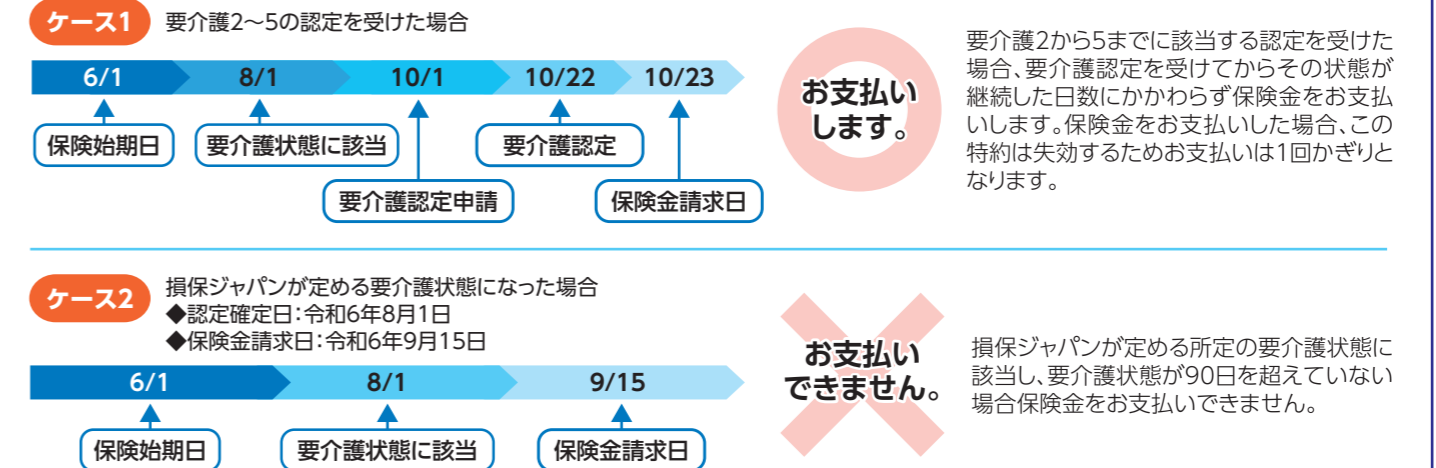 ケース1 要介護2～5の認定を受けた場合
6/1 8/1 10/1 10/22 10/23
保険始期日 要介護状態に該当 要介護認定
要介護認定申請 保険金請求日
お支払い
します。
要介護2から5までに該当する認定を受けた
場合、要介護認定を受けてからその状態が
継続した日数にかかわらず保険金をお支払
いします。保険金をお支払いした場合、この
特約は失効するためお支払いは1回かぎりと
なります。
ケース2 損保ジャパンが定める要介護状態になった場合
◆認定確定日：令和6年8月1日
◆保険金請求日：令和6年9月15日
6/1 8/1 9/15
保険始期日 要介護状態に該当 保険金請求日
お支払い
できません。
損保ジャパンが定める所定の要介護状態に
該当し、要介護状態が90日を超えていない
場合保険金をお支払いできません。